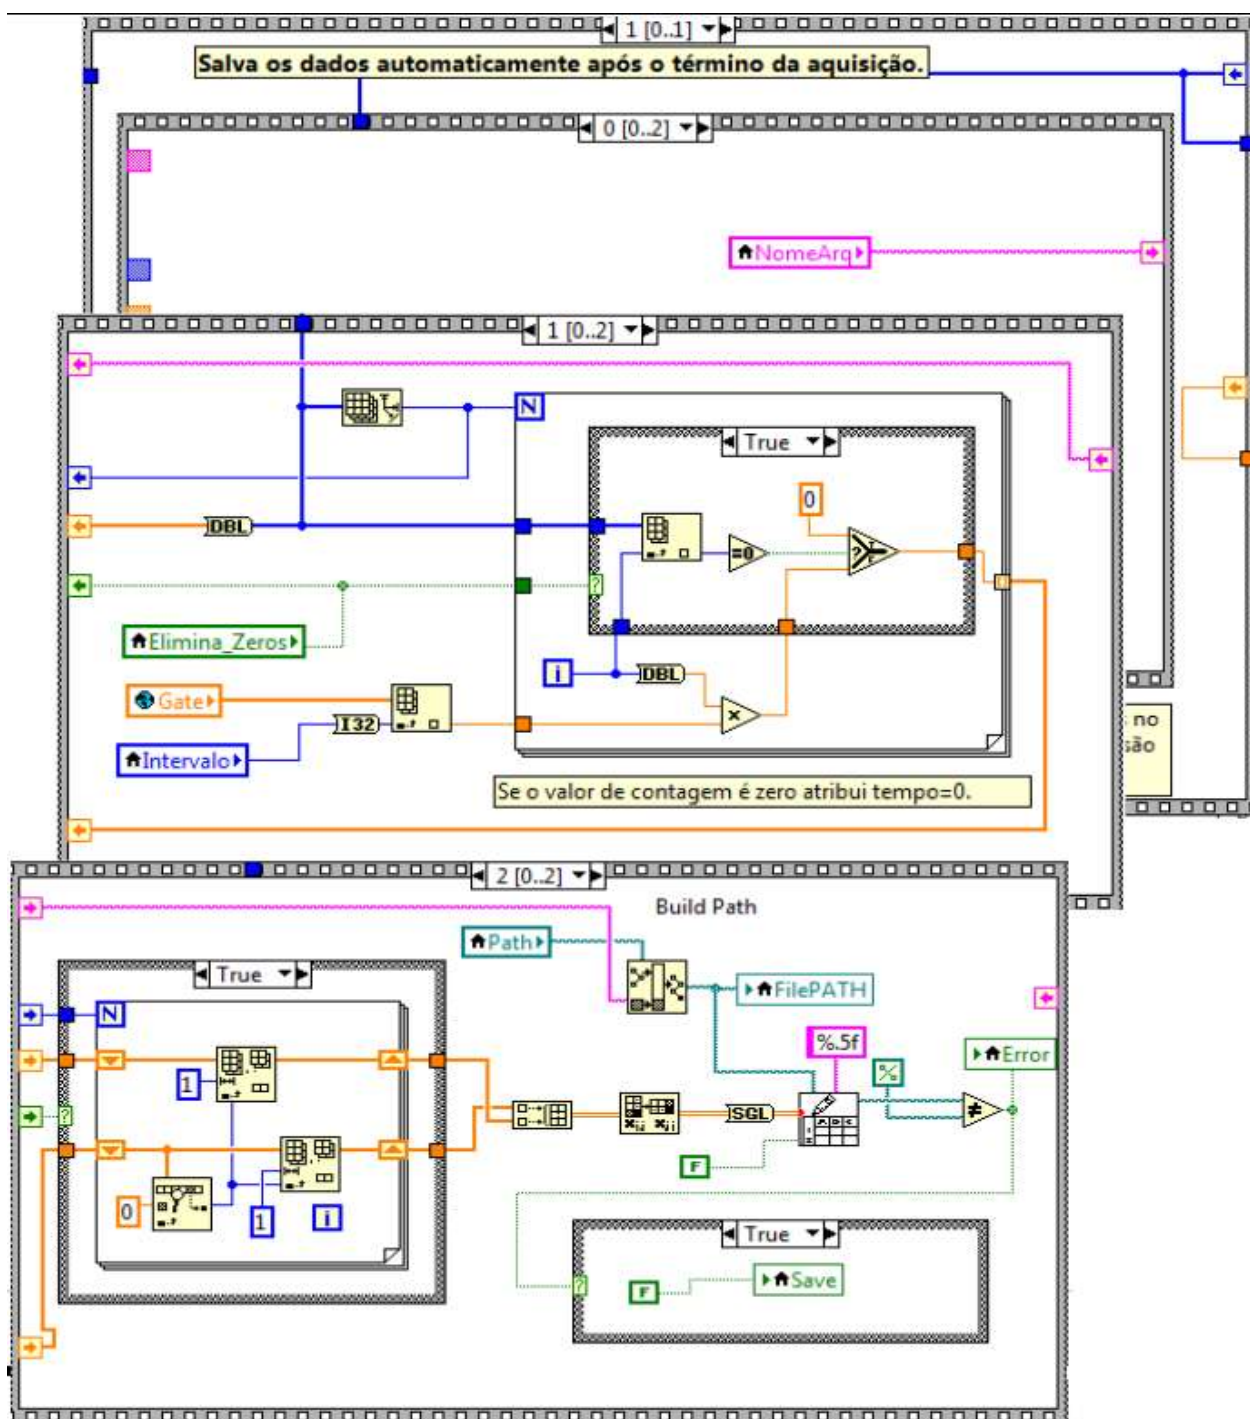 1 [0..1]
Salva os dados automaticamente após o término da aquisição.
0 [0..2]
NomeArq
1 [0..2]
N
True
0
DBL
=0
?
T
F
?
Elimina_Zeros
i
DBL
Gate
I32
x
Intervalo
no
são
Se o valor de contagem é zero atribui tempo=0.
2 [0..2]
Build Path
Path
True
FilePATH
N
%.5f
Error
1
SGL
≠
?
F
0
1
i
True
?
F
Save